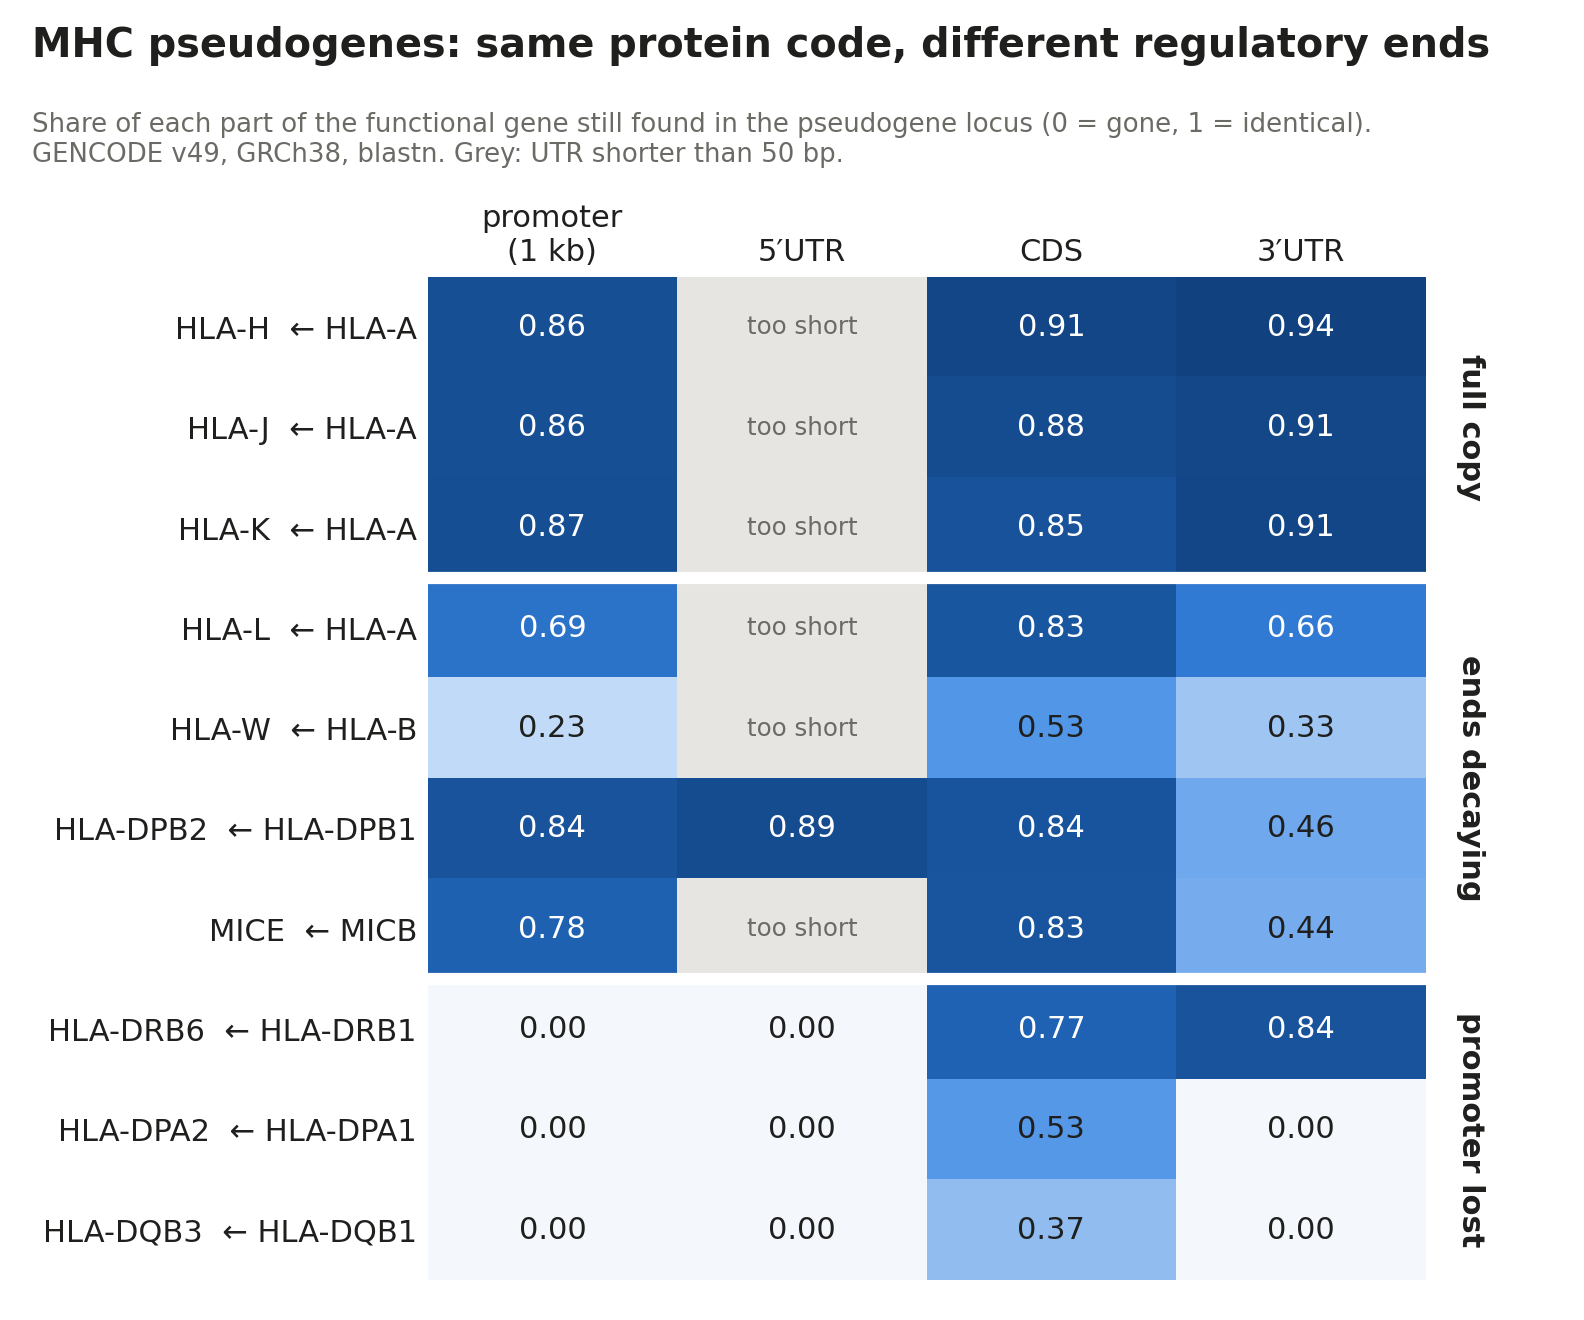 MHC pseudogenes: same protein code, different regulatory ends
Share of each part of the functional gene still found in the pseudogene locus (0 = gone, 1 = identical).
GENCODE v49, GRCh38, blastn. Grey: UTR shorter than 50 bp.
promoter
(1 kb)
5′UTR
CDS
3′UTR
HLA-H ← HLA-A 0.86 too short 0.91 0.94
HLA-J ← HLA-A 0.86 too short 0.88 0.91
HLA-K ← HLA-A 0.87 too short 0.85 0.91
full copy
HLA-L ← HLA-A 0.69 too short 0.83 0.66
HLA-W ← HLA-B 0.23 too short 0.53 0.33
HLA-DPB2 ← HLA-DPB1 0.84 0.89 0.84 0.46
MICE ← MICB 0.78 too short 0.83 0.44
ends decaying
HLA-DRB6 ← HLA-DRB1 0.00 0.00 0.77 0.84
HLA-DPA2 ← HLA-DPA1 0.00 0.00 0.53 0.00
HLA-DQB3 ← HLA-DQB1 0.00 0.00 0.37 0.00
promoter lost